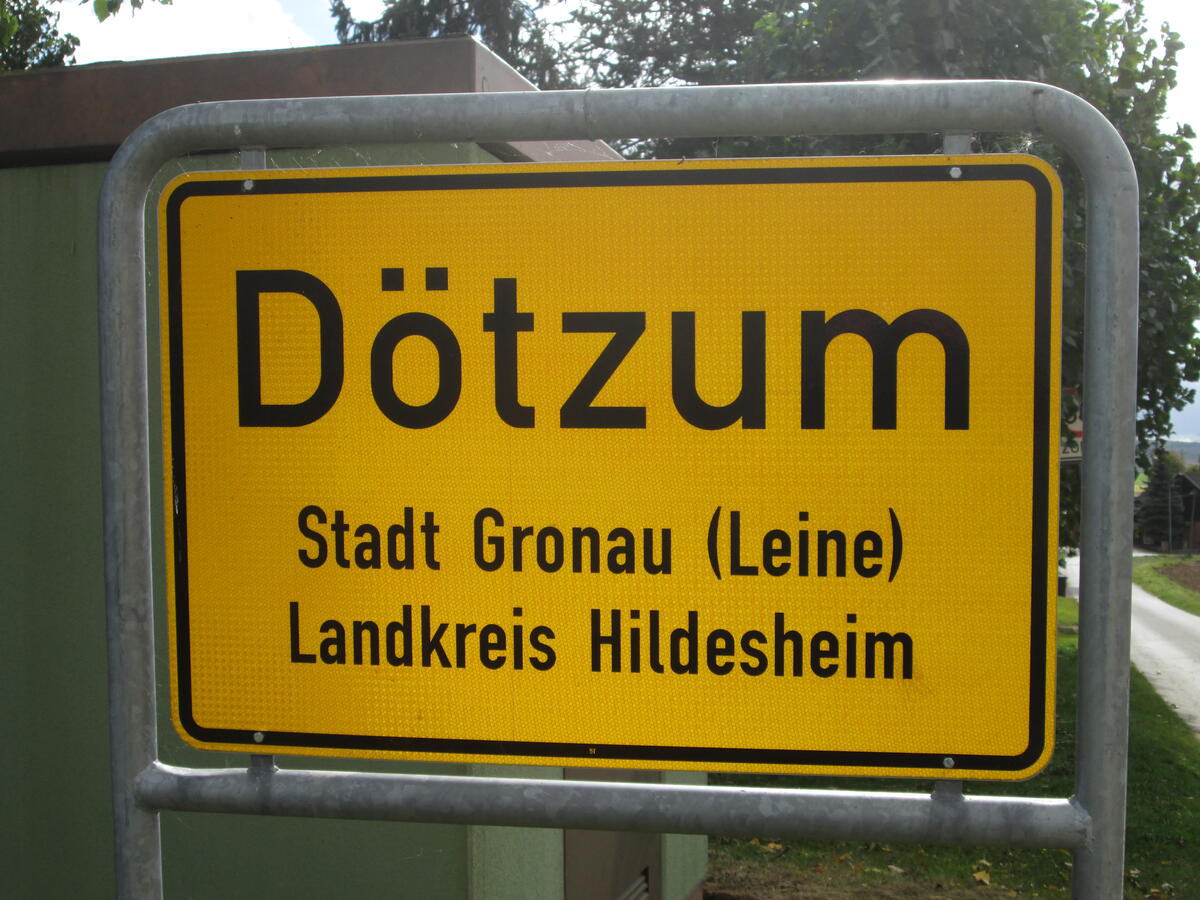 Dötzum
Stadt Gronau (Leine)
Landkreis Hildesheim